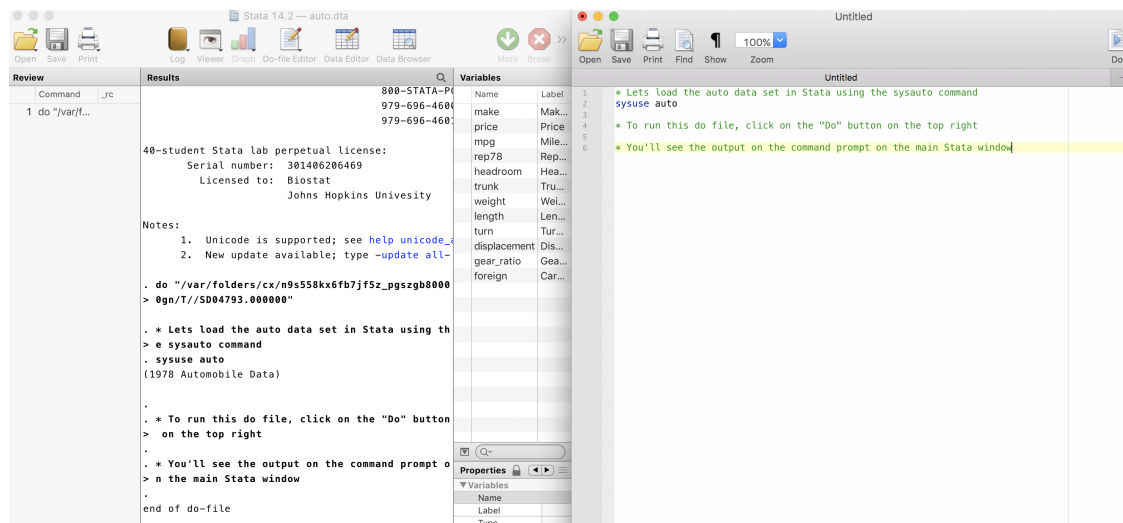 Stata 14.2 — auto.dta
Open Save Print Log Viewer Graph Do-file Editor Data Editor Data Browser More Break »
Review
Command _rc
1 do "/var/f...
Results
800-STATA-P
979-696-460
979-696-460
40-student Stata lab perpetual license:
Serial number: 301406206469
Licensed to: Biostat
Johns Hopkins Univesity
Notes:
1. Unicode is supported; see help unicode_a
2. New update available; type -update all-
. do "/var/folders/cx/n9s558kx6fb7jf5z_pgszgb8000
> 0gn/T//SD04793.000000"
. * Lets load the auto data set in Stata using th
> e sysauto command
. sysuse auto
(1978 Automobile Data)
.
. * To run this do file, click on the "Do" button
>  on the top right
.
. * You'll see the output on the command prompt o
> n the main Stata window
.
end of do-file
Variables
Name Label
make Mak...
price Price
mpg Mile...
rep78 Rep...
headroom Hea...
trunk Tru...
weight Wei...
length Len...
turn Tur...
displacement Dis...
gear_ratio Gea...
foreign Car...
Properties
Variables
Name
Label
Untitled
100%
Open Save Print Find Show Zoom Do
Untitled
1 * Lets load the auto data set in Stata using the sysauto command
2 sysuse auto
3
4 * To run this do file, click on the "Do" button on the top right
5
6 * You'll see the output on the command prompt on the main Stata window